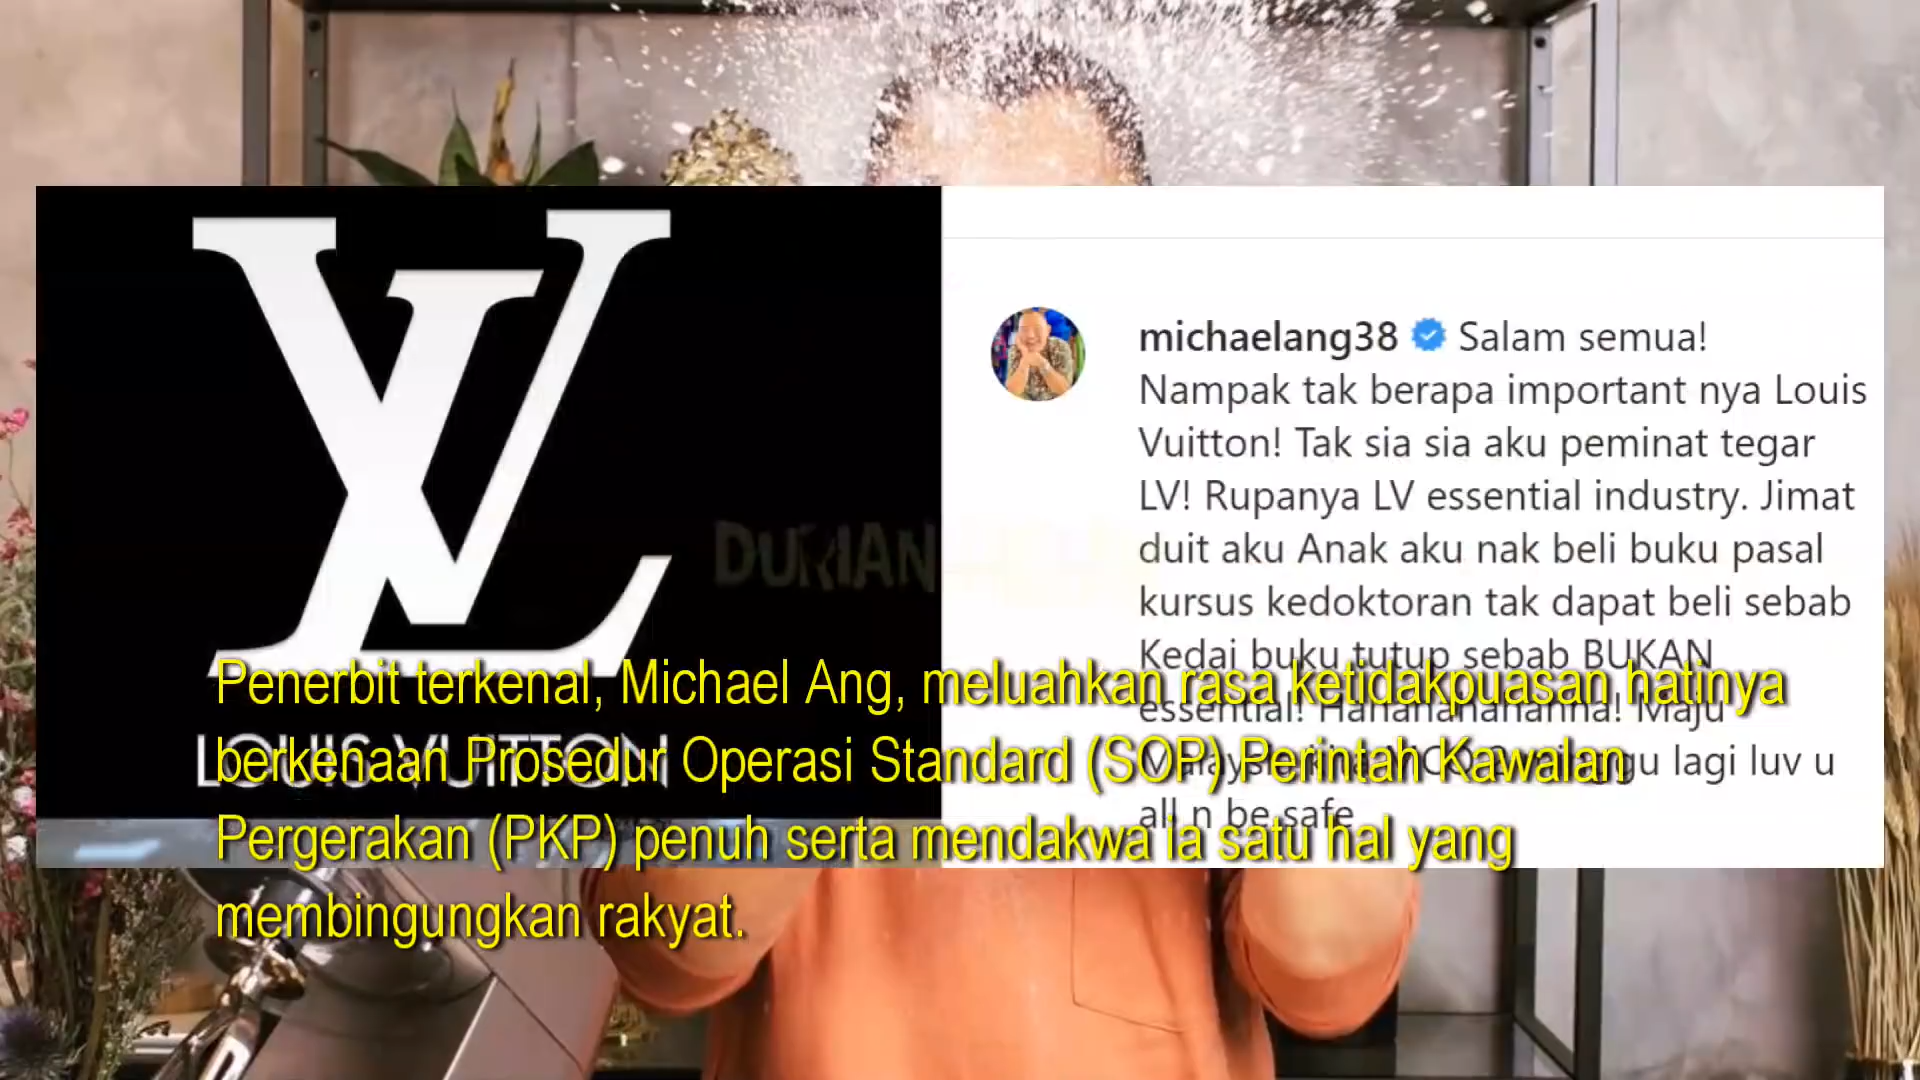 LV
DURIAN
LOUIS VUITTON
michaelang38 Salam semua!
Nampak tak berapa important nya Louis
Vuitton! Tak sia sia aku peminat tegar
LV! Rupanya LV essential industry. Jimat
duit aku Anak aku nak beli buku pasal
kursus kedoktoran tak dapat beli sebab
Kedai buku tutup sebab BUKAN
essential! Maju
lagi luv u
all n be safe
Penerbit terkenal, Michael Ang, meluahkan rasa ketidakpuasan hatinya
berkenaan Prosedur Operasi Standard (SOP) Perintah Kawalan
Pergerakan (PKP) penuh serta mendakwa ia satu hal yang
membingungkan rakyat.